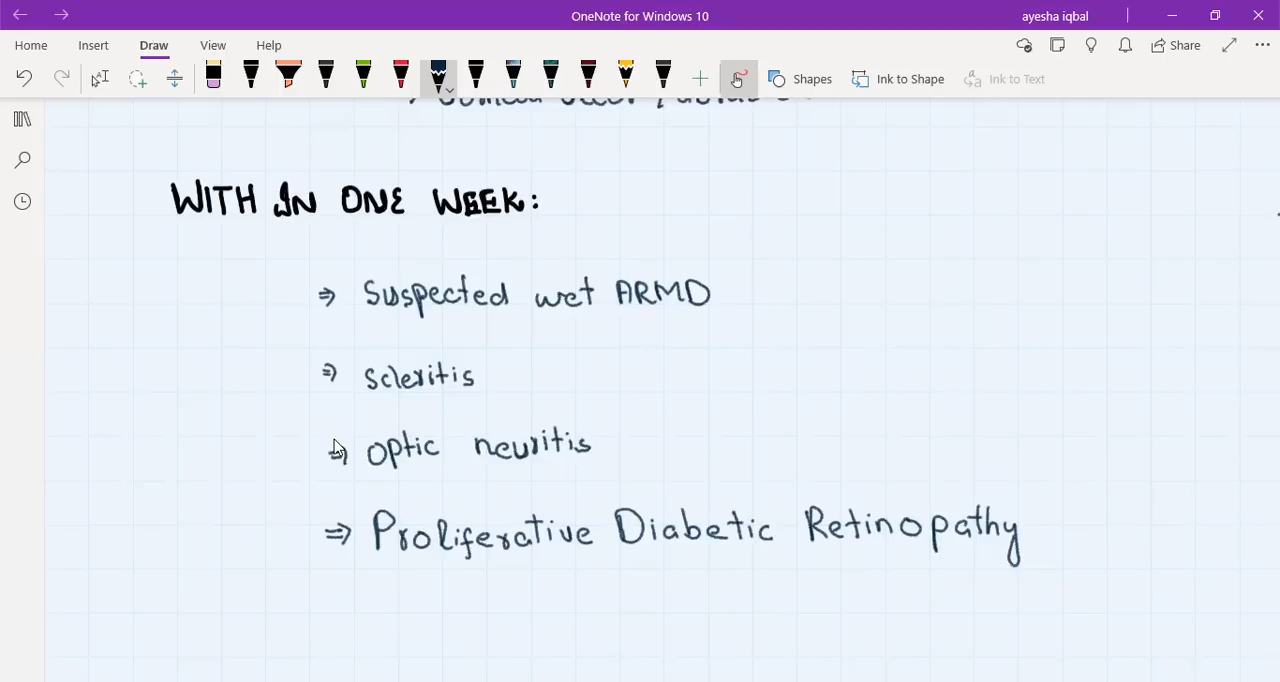 OneNote for Windows 10
ayesha iqbal
Home Insert Draw View Help
Share
Shapes
Ink to Shape
Ink to Text
WITH IN ONE WEEK:
⇒ Suspected wet ARMD
⇒ Scleritis
⇒ Optic neuritis
⇒ Proliferative Diabetic Retinopathy